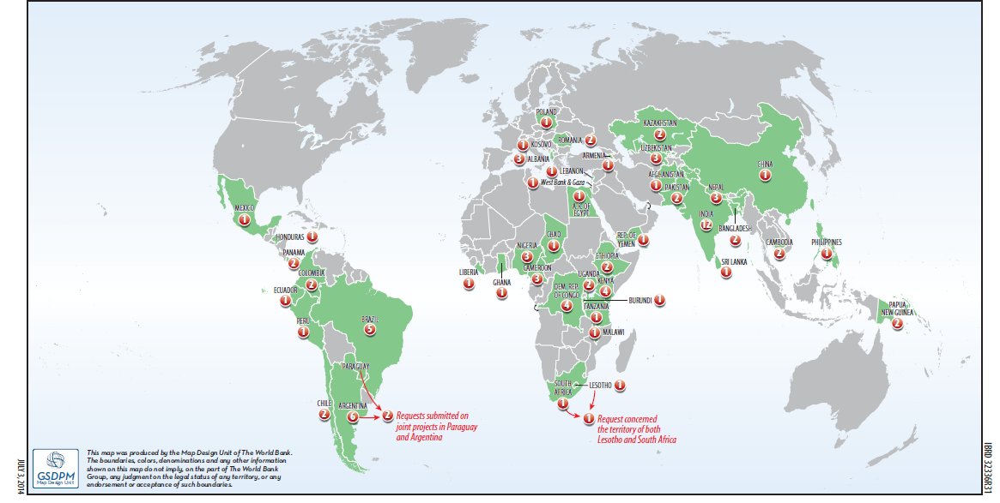 POLAND
1
KAZAKHSTAN
2
1
KOSOVO
ROMANIA
2
UZBEKISTAN
3
3
ALBANIA
ARMENIA
1
CHINA
1
1
LEBANON
AFGHANISTAN
1
1
West Bank & Gaza
PAKISTAN
2
NEPAL
3
1
A.R. OF
EGYPT
MEXICO
1
INDIA
12
BANGLADESH
2
HONDURAS
1
CHAD
1
REP. OF
YEMEN
1
CAMBODIA
2
PHILIPPINES
1
PANAMA
2
NIGERIA
3
ETHIOPIA
2
SRI LANKA
1
COLOMBIA
2
LIBERIA
1
GHANA
1
CAMEROON
3
UGANDA
2
KENYA
4
ECUADOR
1
DEM. REP.
OF CONGO
4
BURUNDI
1
TANZANIA
1
PAPUA
NEW GUINEA
2
PERU
1
BRAZIL
5
1
MALAWI
PARAGUAY
SOUTH
AFRICA
1
LESOTHO
1
CHILE
2
ARGENTINA
6
2
Requests submitted on
joint projects in Paraguay
and Argentina
1
Request concerned
the territory of both
Lesotho and South Africa
GSDPM
Map Design Unit
This map was produced by the Map Design Unit of The World Bank.
The boundaries, colors, denominations and any other information
shown on this map do not imply, on the part of The World Bank
Group, any judgment on the legal status of any territory, or any
endorsement or acceptance of such boundaries.
JULY 3, 2014
IBRD 32336R31